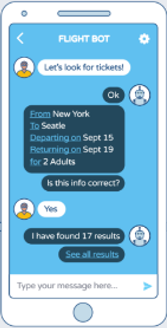 FLIGHT BOT
Let's look for tickets!
Ok
From New York
To Seatle
Departing on Sept 15
Returning on Sept 19
for 2 Adults
Is this info correct?
Yes
I have found 17 results
See all results
Type your message here...